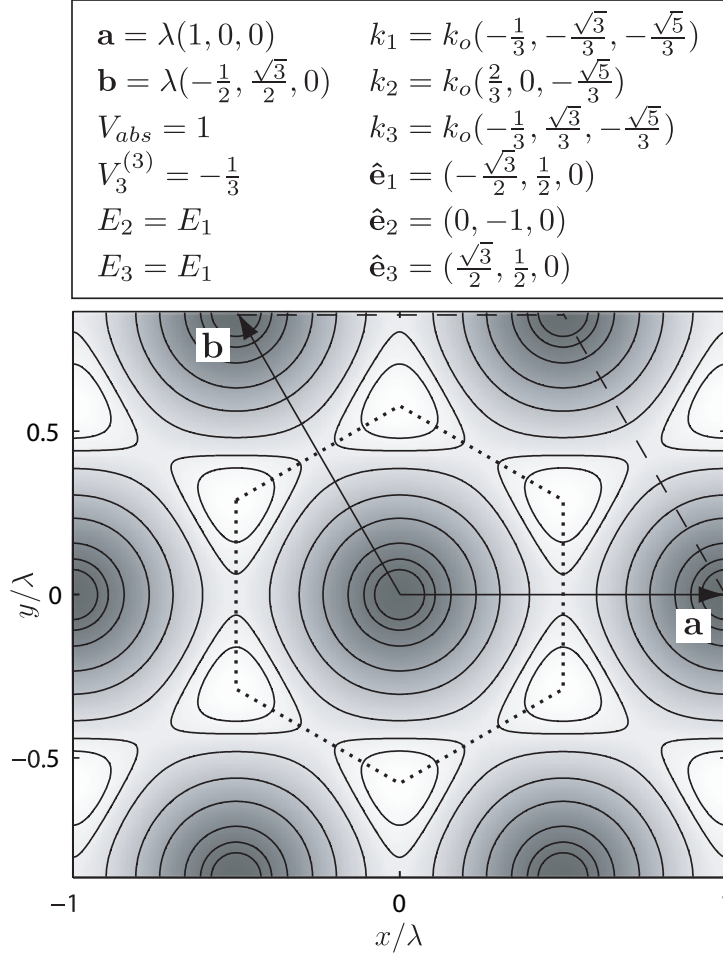 a = λ(1, 0, 0) k₁ = kₒ(-1/3, -√3/3, -√5/3)
b = λ(-1/2, √3/2, 0) k₂ = kₒ(2/3, 0, -√5/3)
V_abs = 1 k₃ = kₒ(-1/3, √3/3, -√5/3)
V₃⁽³⁾ = -1/3 ê₁ = (-√3/2, 1/2, 0)
E₂ = E₁ ê₂ = (0, -1, 0)
E₃ = E₁ ê₃ = (√3/2, 1/2, 0)
b
0.5
0
a
y/λ
−0.5
−1 0 1
x/λ